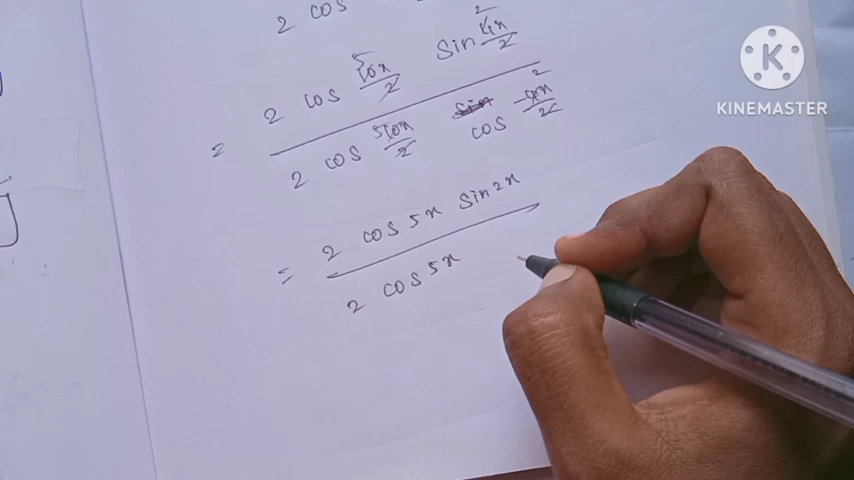 2 cos
= 2 cos 10x/2 sin 4x/2
2 cos 10x/2 cos 4x/2
= 2 cos 5x sin 2x
2 cos 5x
K
KINEMASTER